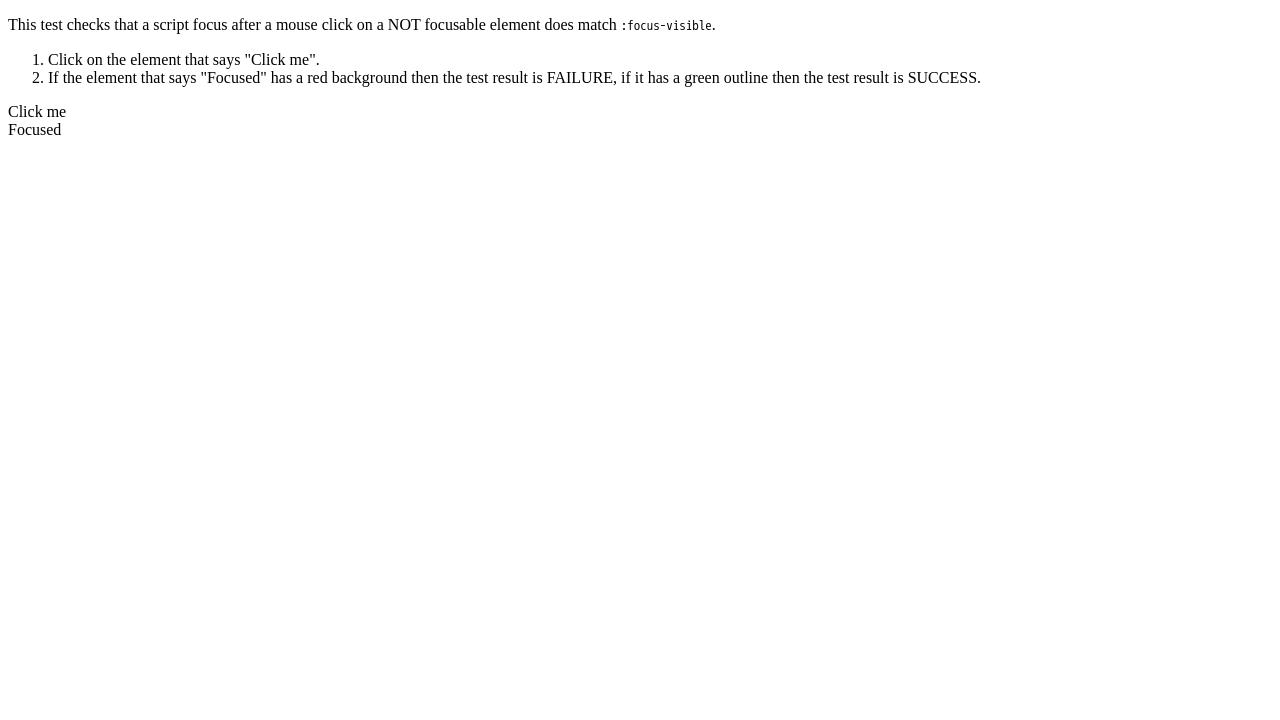 This test checks that a script focus after a mouse click on a NOT focusable element does match :focus-visible.
1. Click on the element that says "Click me".
2. If the element that says "Focused" has a red background then the test result is FAILURE, if it has a green outline then the test result is SUCCESS.
Click me
Focused